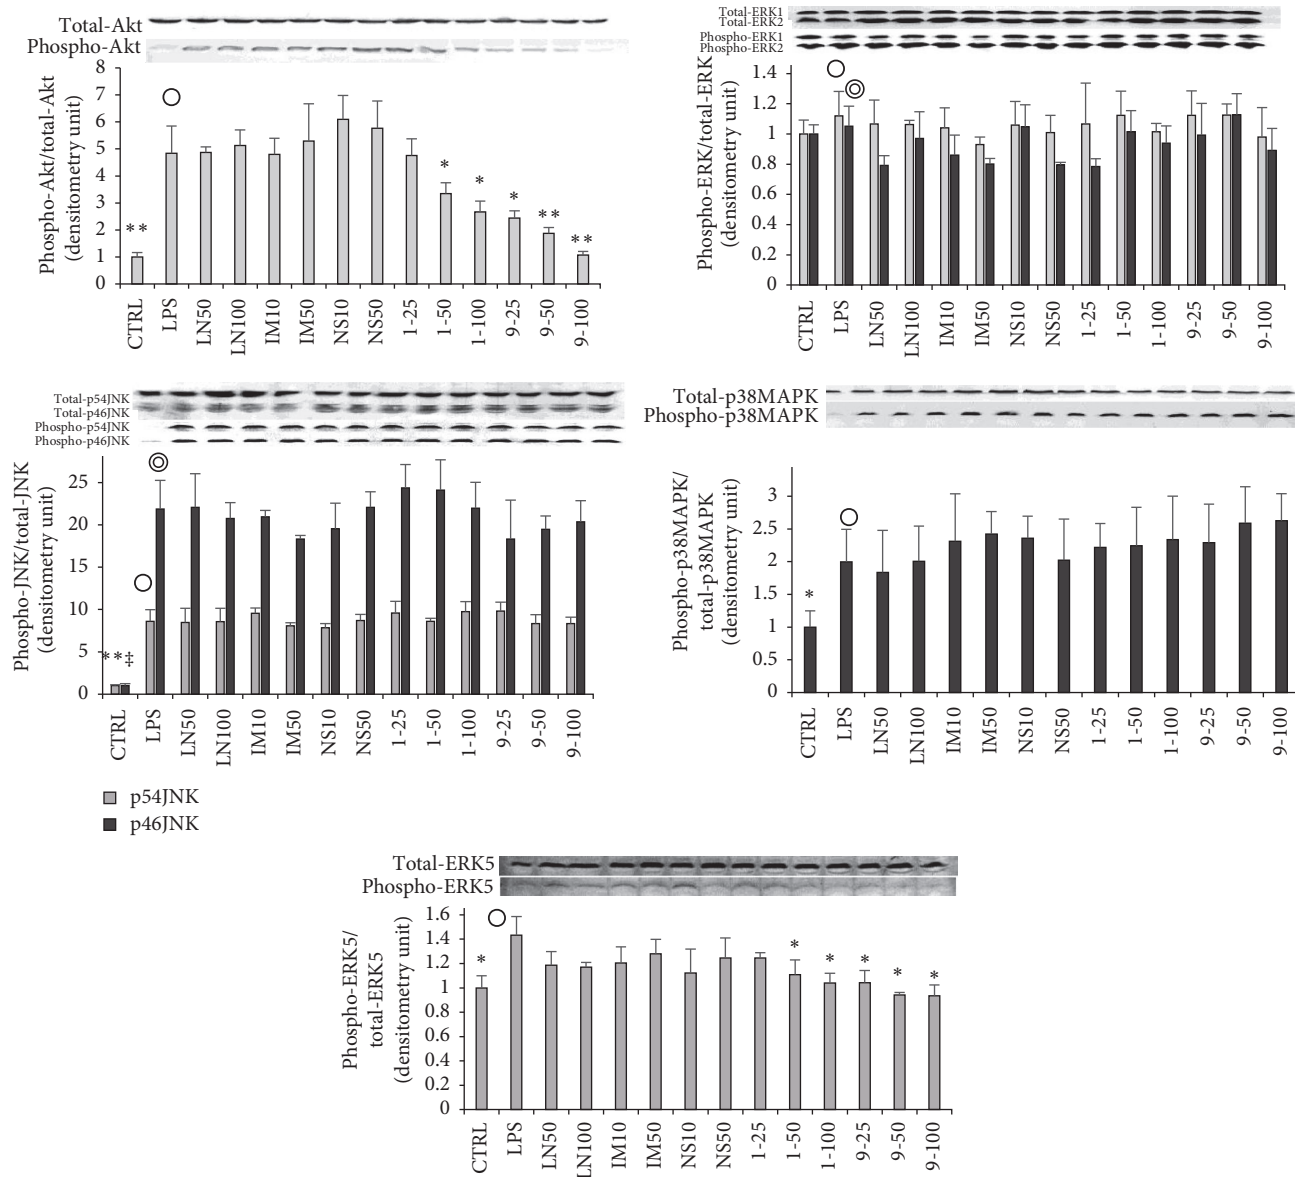 Total-Akt
Phospho-Akt
Phospho-Akt/total-Akt
(densitometry unit)
8
7
6
5
4
3
2
1
0
**
*
*
*
**
**
CTRL
LPS
LN50
LN100
IM10
IM50
NS10
NS50
1-25
1-50
1-100
9-25
9-50
9-100
Total-ERK1
Total-ERK2
Phospho-ERK1
Phospho-ERK2
Phospho-ERK/total-ERK
(densitometry unit)
1.4
1.2
1
0.8
0.6
0.4
0.2
0
CTRL
LPS
LN50
LN100
IM10
IM50
NS10
NS50
1-25
1-50
1-100
9-25
9-50
9-100
Total-p54JNK
Total-p46JNK
Phospho-p54JNK
Phospho-p46JNK
Phospho-JNK/total-JNK
(densitometry unit)
25
20
15
10
5
0
**‡
CTRL
LPS
LN50
LN100
IM10
IM50
NS10
NS50
1-25
1-50
1-100
9-25
9-50
9-100
p54JNK
p46JNK
Total-p38MAPK
Phospho-p38MAPK
Phospho-p38MAPK/
total-p38MAPK
(densitometry unit)
3
2.5
2
1.5
1
0.5
0
*
CTRL
LPS
LN50
LN100
IM10
IM50
NS10
NS50
1-25
1-50
1-100
9-25
9-50
9-100
Total-ERK5
Phospho-ERK5
Phospho-ERK5/
total-ERK5
(densitometry unit)
1.6
1.4
1.2
1
0.8
0.6
0.4
0.2
0
*
*
*
*
*
*
CTRL
LPS
LN50
LN100
IM10
IM50
NS10
NS50
1-25
1-50
1-100
9-25
9-50
9-100